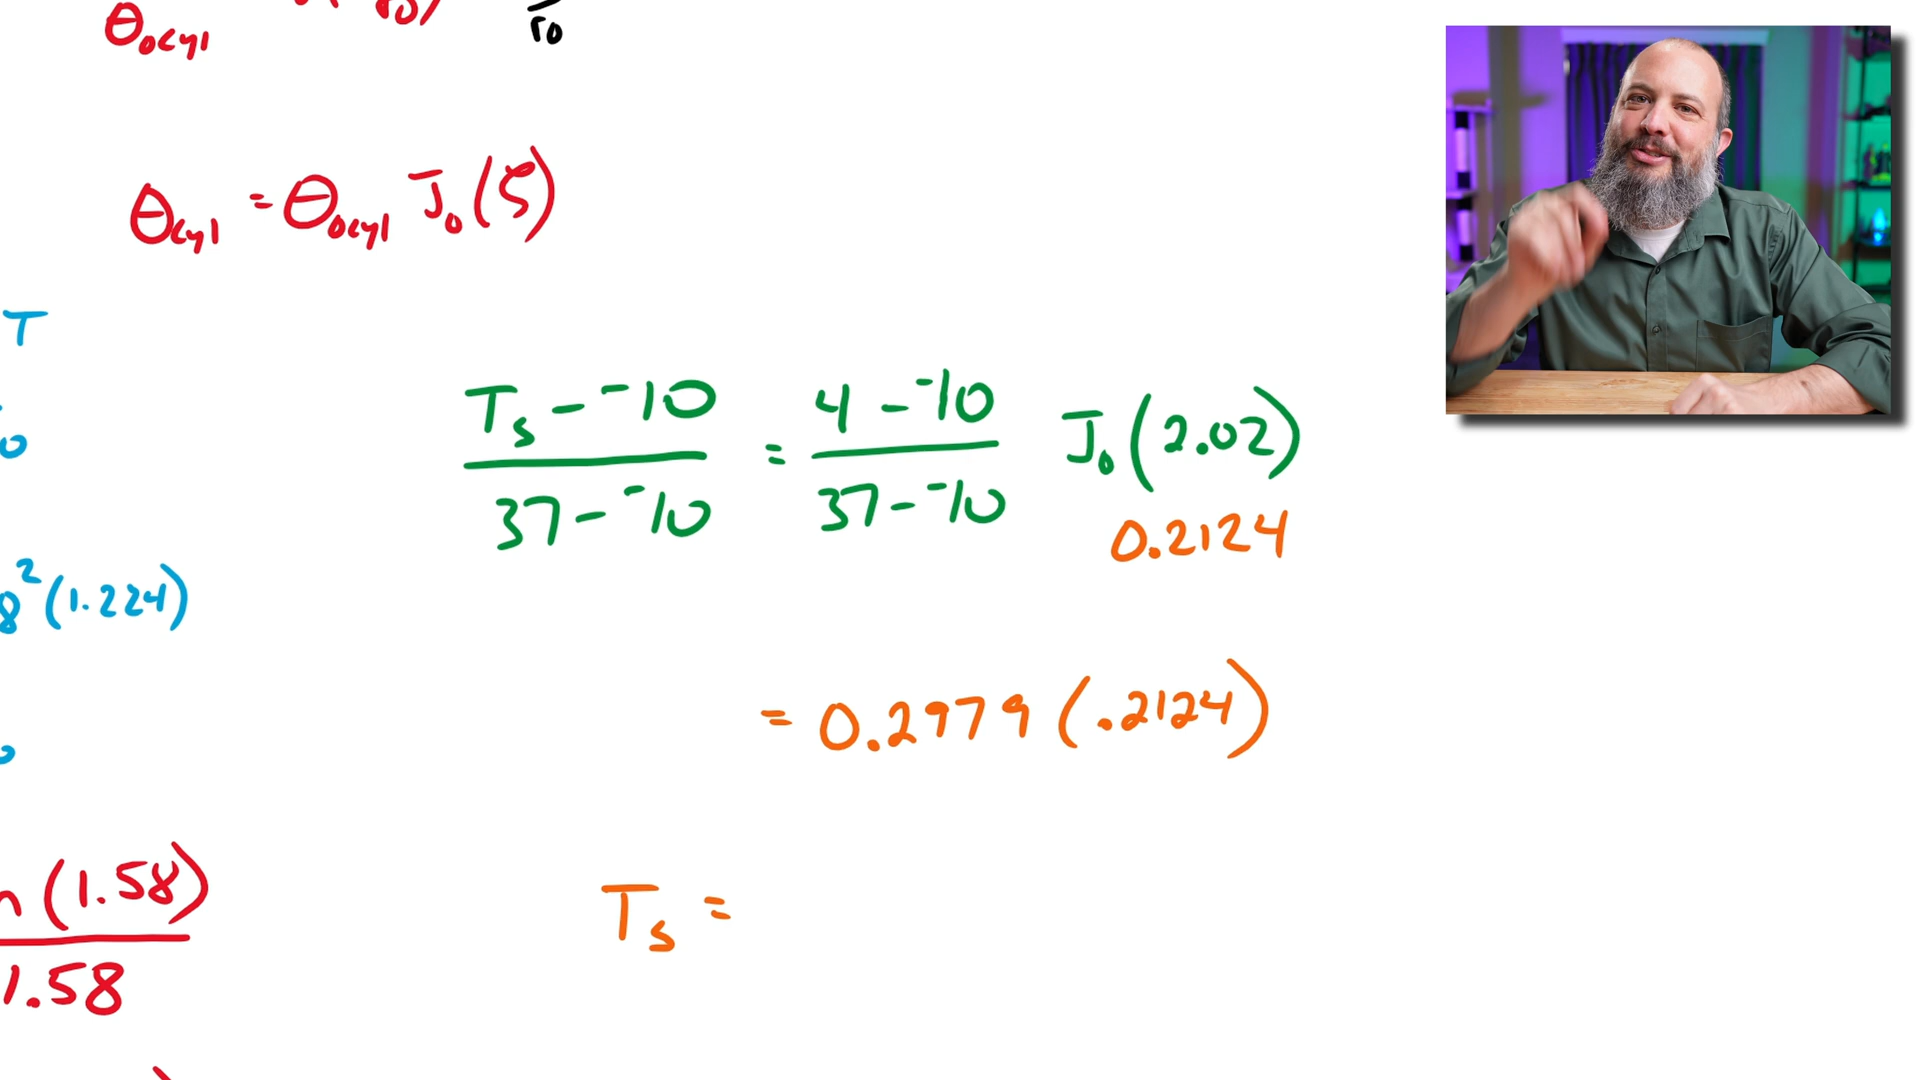 θ₀cyl r₀
θcyl = θ₀cyl J₀(ζ)
T
Ts - ⁻10 / 37 - ⁻10 = 4 - ⁻10 / 37 - ⁻10 J₀(2.02)
0.2124
8²(1.224)
= 0.2979 (.2124)
(1.58)
1.58
Ts =